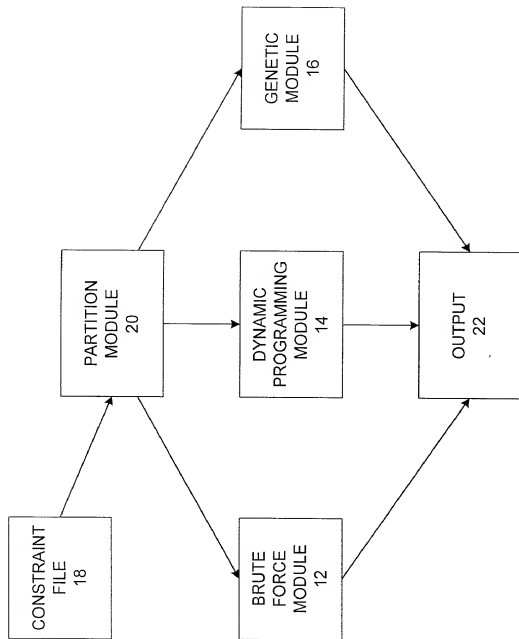 CONSTRAINT
FILE
18
PARTITION
MODULE
20
BRUTE
FORCE
MODULE
12
DYNAMIC
PROGRAMMING
MODULE
14
GENETIC
MODULE
16
OUTPUT
22